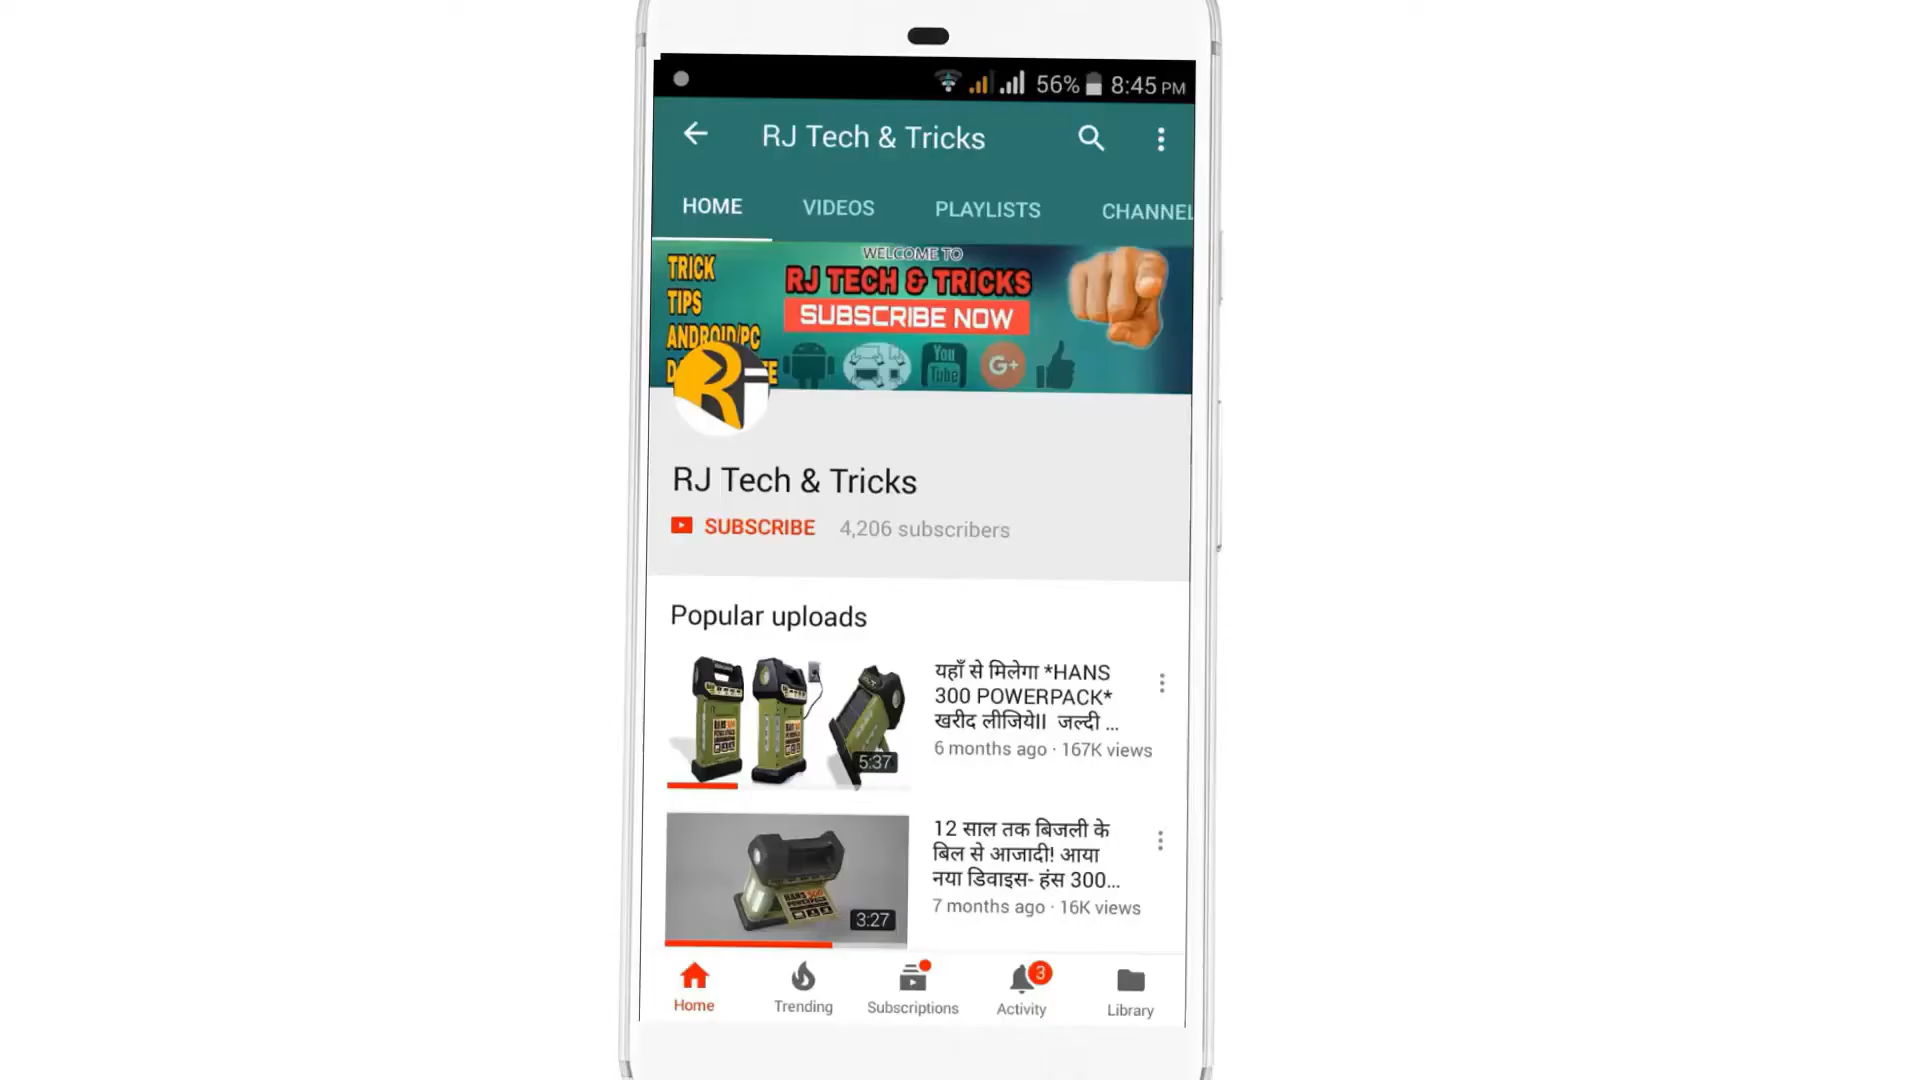 56% 8:45 PM
RJ Tech & Tricks
HOME VIDEOS PLAYLISTS CHANNEL
WELCOME TO
TRICK
RJ TECH & TRICKS
TIPS
SUBSCRIBE NOW
ANDROID/PC
You
Tube
G+
RJ Tech & Tricks
SUBSCRIBE 4,206 subscribers
Popular uploads
यहाँ से मिलेगा *HANS
300 POWERPACK*
खरीद लीजिये।। जल्दी ...
6 months ago · 167K views
5:37
12 साल तक बिजली के
बिल से आजादी! आया
नया डिवाइस- हंस 300...
7 months ago · 16K views
HANS 300
POWERPACK
3:27
3
Home Trending Subscriptions Activity Library